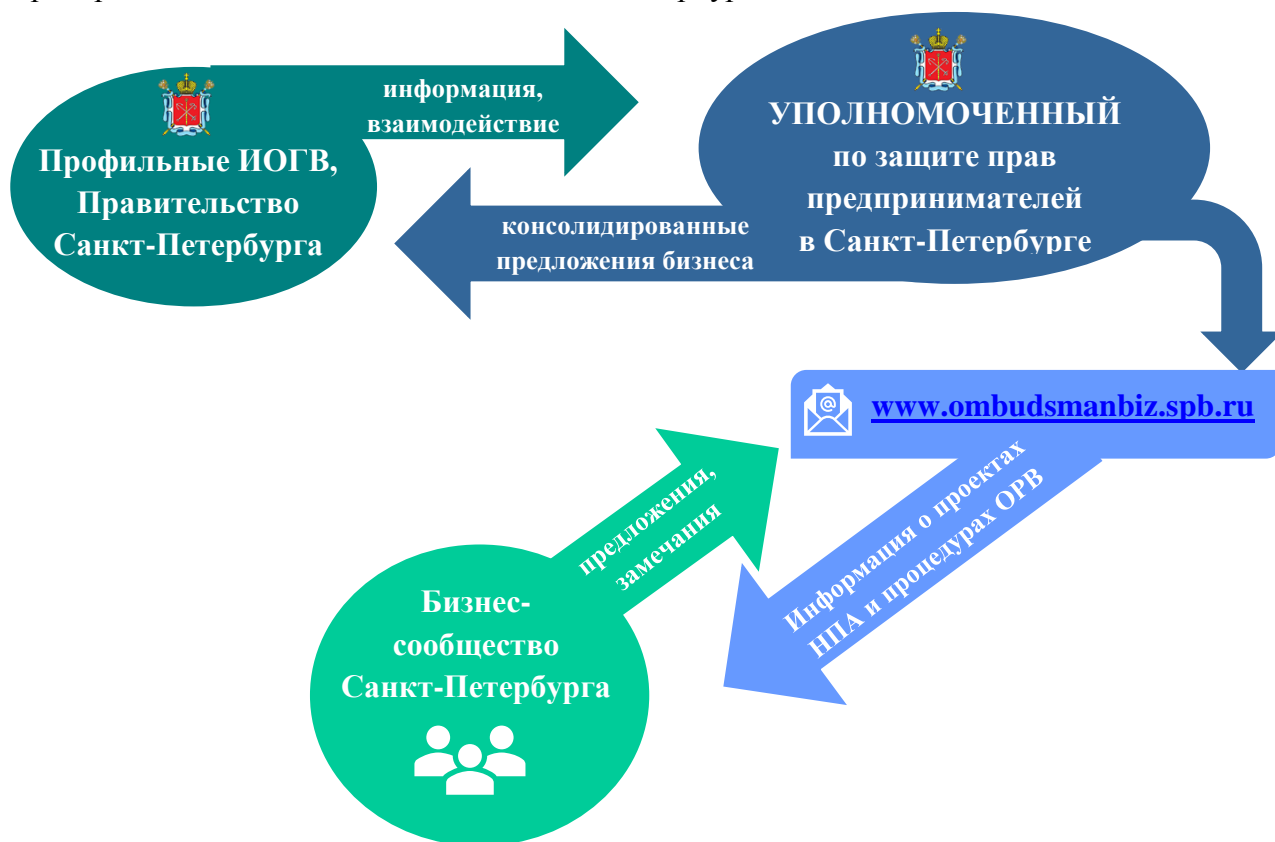 информация,
взаимодействие
Профильные ИОГВ,
Правительство
Санкт-Петербурга
УПОЛНОМОЧЕННЫЙ
по защите прав
предпринимателей
в Санкт-Петербурге
консолидированные
предложения бизнеса
www.ombudsmanbiz.spb.ru
предложения,
замечания
Информация о проектах
НПА и процедурах ОРВ
Бизнес-
сообщество
Санкт-Петербурга